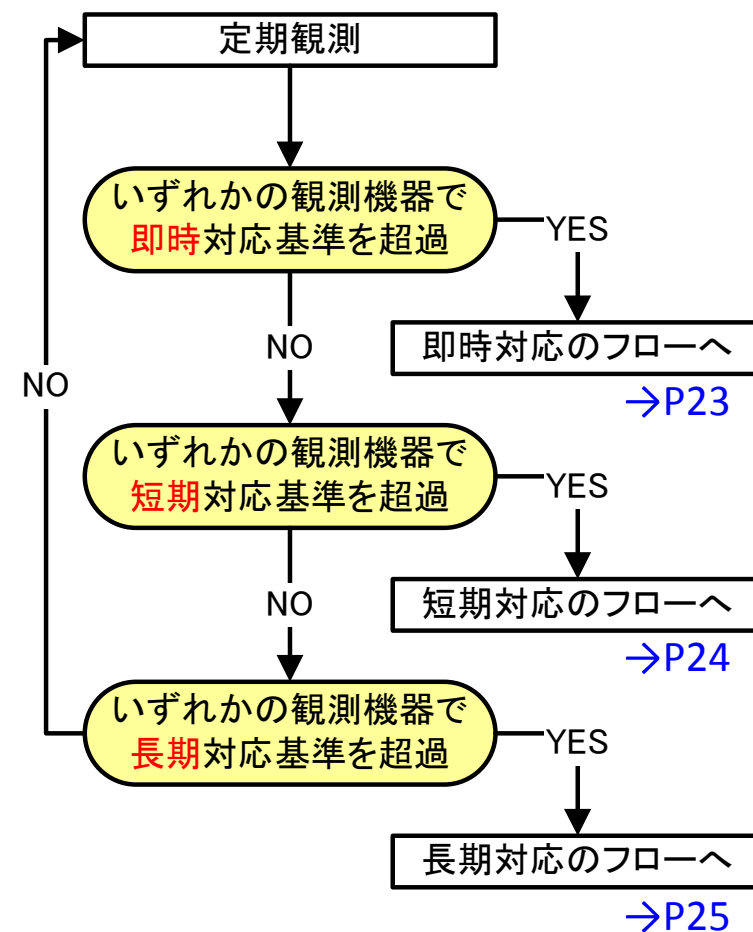 定期観測
いずれかの観測機器で
即時対応基準を超過
YES
即時対応のフローへ
→P23
NO
NO
いずれかの観測機器で
短期対応基準を超過
YES
短期対応のフローへ
→P24
NO
いずれかの観測機器で
長期対応基準を超過
YES
長期対応のフローへ
→P25